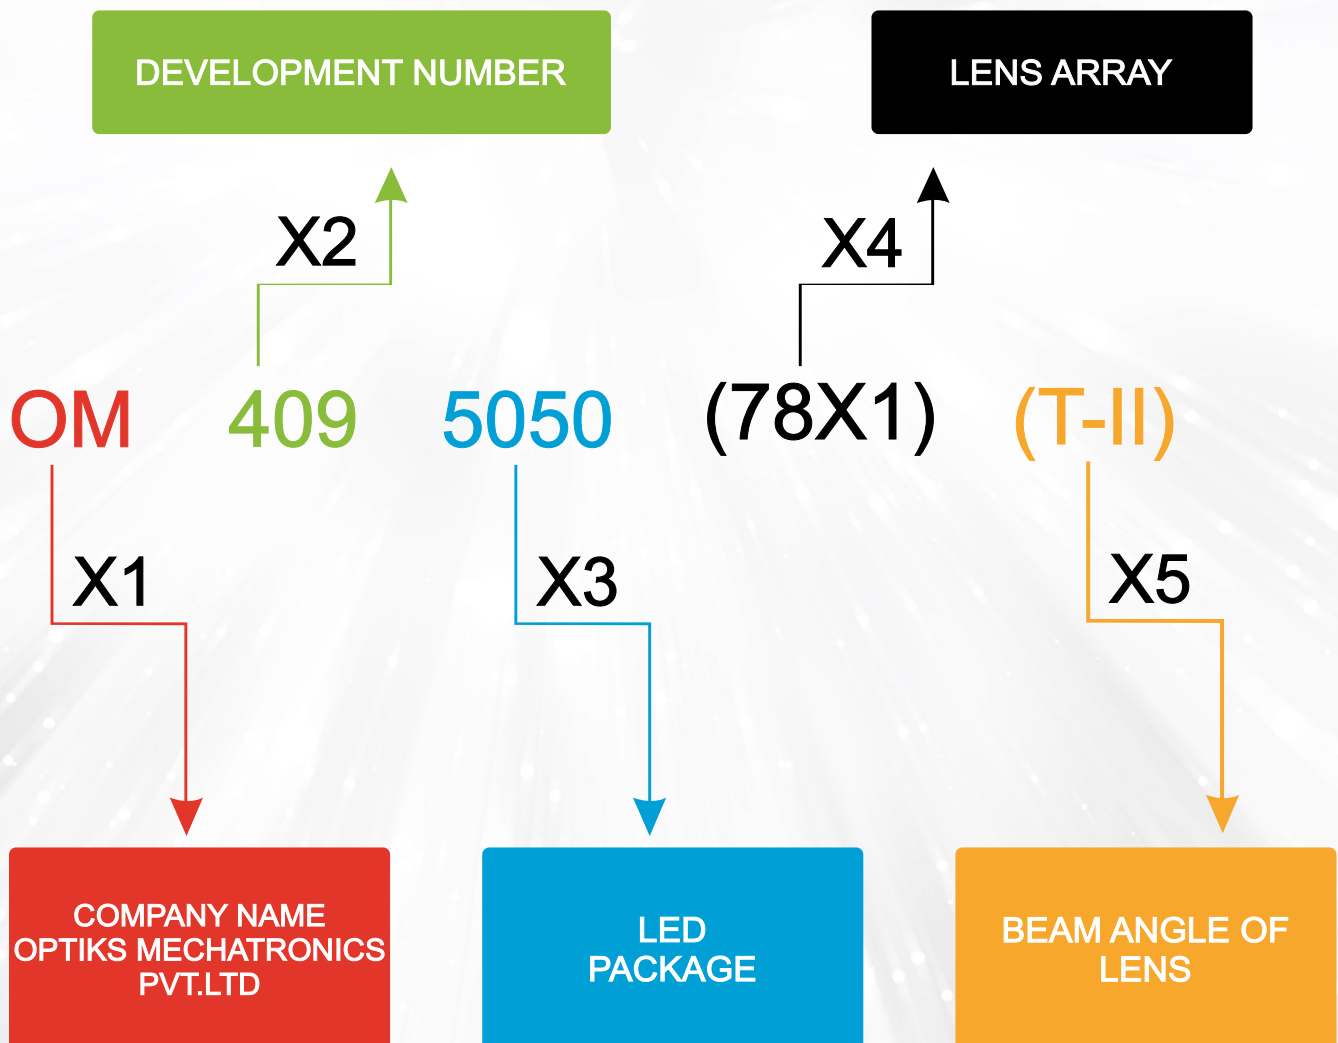 DEVELOPMENT NUMBER
LENS ARRAY
X2
X4
OM 409 5050 (78X1) (T-II)
X1
X3
X5
COMPANY NAME
OPTIKS MECHATRONICS
PVT.LTD
LED
PACKAGE
BEAM ANGLE OF
LENS